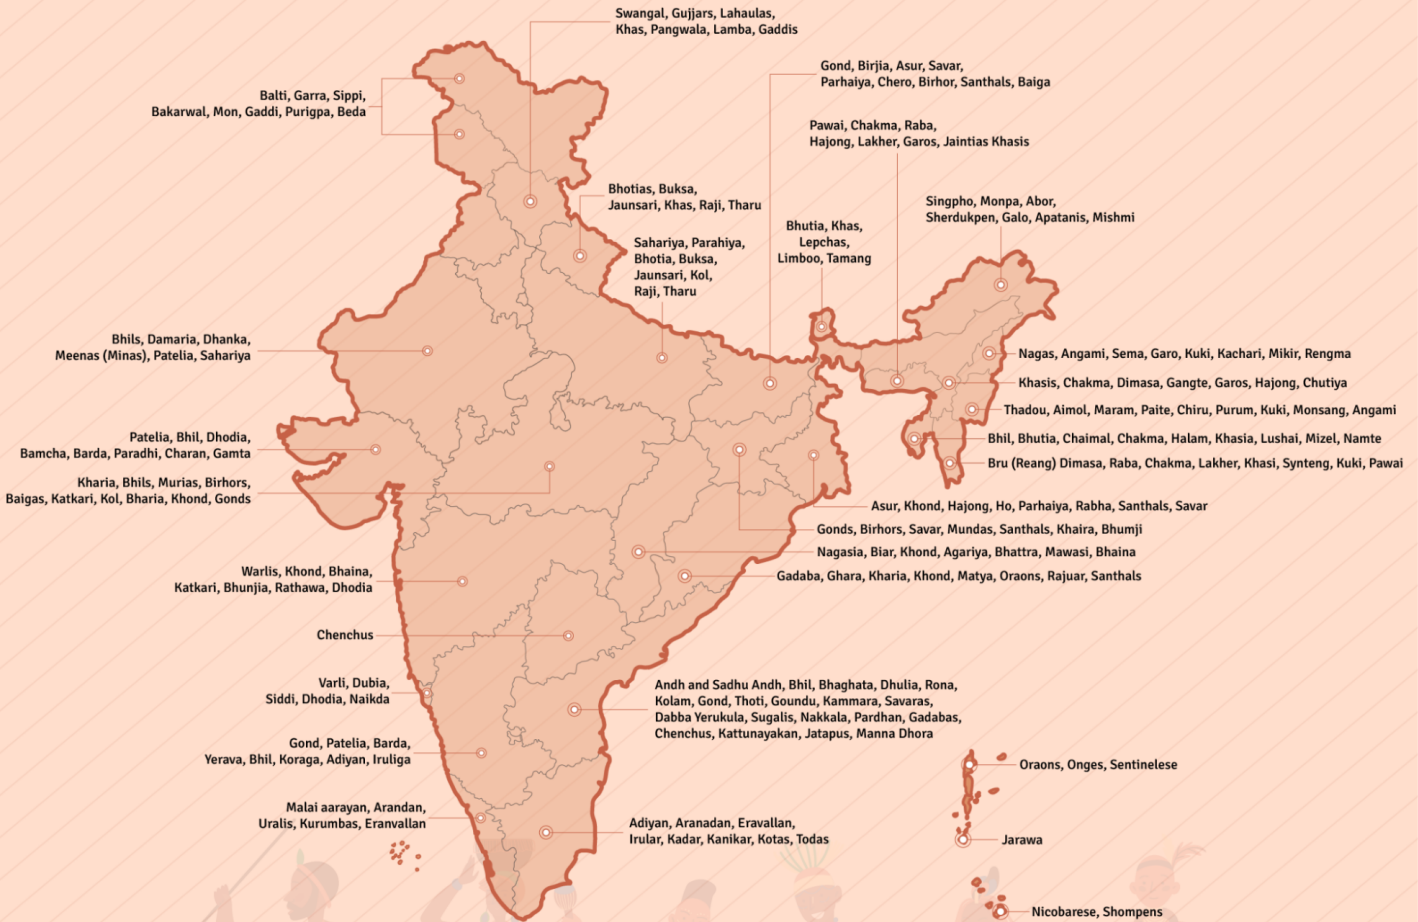 Swangal, Gujjars, Lahaulas,
Khas, Pangwala, Lamba, Gaddis
Gond, Birjia, Asur, Savar,
Parhaiya, Chero, Birhor, Santhals, Baiga
Balti, Garra, Sippi,
Bakarwal, Mon, Gaddi, Purigpa, Beda
Pawai, Chakma, Raba,
Hajong, Lakher, Garos, Jaintias Khasis
Bhotias, Buksa,
Jaunsari, Khas, Raji, Tharu
Singpho, Monpa, Abor,
Sherdukpen, Galo, Apatanis, Mishmi
Bhutia, Khas,
Lepchas,
Limboo, Tamang
Sahariya, Parahiya,
Bhotia, Buksa,
Jaunsari, Kol,
Raji, Tharu
Bhils, Damaria, Dhanka,
Meenas (Minas), Patelia, Sahariya
Nagas, Angami, Sema, Garo, Kuki, Kachari, Mikir, Rengma
Khasis, Chakma, Dimasa, Gangte, Garos, Hajong, Chutiya
Thadou, Aimol, Maram, Paite, Chiru, Purum, Kuki, Monsang, Angami
Patelia, Bhil, Dhodia,
Bamcha, Barda, Paradhi, Charan, Gamta
Bhil, Bhutia, Chaimal, Chakma, Halam, Khasia, Lushai, Mizel, Namte
Bru (Reang) Dimasa, Raba, Chakma, Lakher, Khasi, Synteng, Kuki, Pawai
Kharia, Bhils, Murias, Birhors,
Baigas, Katkari, Kol, Bharia, Khond, Gonds
Asur, Khond, Hajong, Ho, Parhaiya, Rabha, Santhals, Savar
Gonds, Birhors, Savar, Mundas, Santhals, Khaira, Bhumji
Nagasia, Biar, Khond, Agariya, Bhattra, Mawasi, Bhaina
Gadaba, Ghara, Kharia, Khond, Matya, Oraons, Rajuar, Santhals
Warlis, Khond, Bhaina,
Katkari, Bhunjia, Rathawa, Dhodia
Chenchus
Varli, Dubia,
Siddi, Dhodia, Naikda
Andh and Sadhu Andh, Bhil, Bhaghata, Dhulia, Rona,
Kolam, Gond, Thoti, Goundu, Kammara, Savaras,
Dabba Yerukula, Sugalis, Nakkala, Pardhan, Gadabas,
Chenchus, Kattunayakan, Jatapus, Manna Dhora
Gond, Patelia, Barda,
Yerava, Bhil, Koraga, Adiyan, Iruliga
Oraons, Onges, Sentinelese
Malai aarayan, Arandan,
Uralis, Kurumbas, Eranvallan
Adiyan, Aranadan, Eravallan,
Irular, Kadar, Kanikar, Kotas, Todas
Jarawa
Nicobarese, Shompens